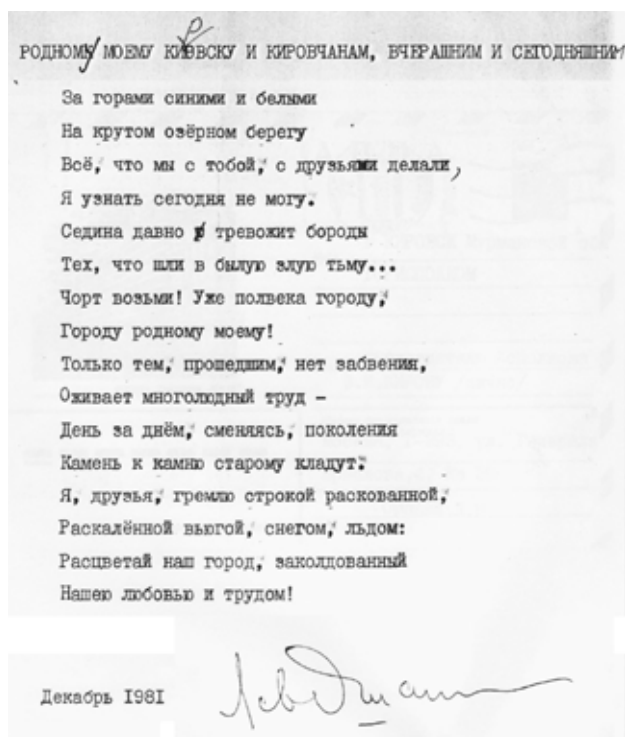 РОДНОМУ МОЕМУ КИРОВСКУ И КИРОВЧАНАМ, ВЧЕРАШНИМ И СЕГОДНЯШНИМ
За горами синими и белыми
На крутом озёрном берегу
Всё, что мы с тобой, с друзьями делали,
Я узнать сегодня не могу.
Седина давно тревожит бороды
Тех, что шли в былую злую тьму...
Чорт возьми! Уже полвека городу,
Городу родному моему!
Только тем, прошедшим, нет забвения,
Оживает многолюдный труд –
День за днём, сменяясь, поколения
Камень к камню старому кладут.
Я, друзья, гремлю строкой раскованной,
Раскалённой вьюгой, снегом, льдом:
Расцветай наш город, заколдованный
Нашею любовью и трудом!
Декабрь I98I